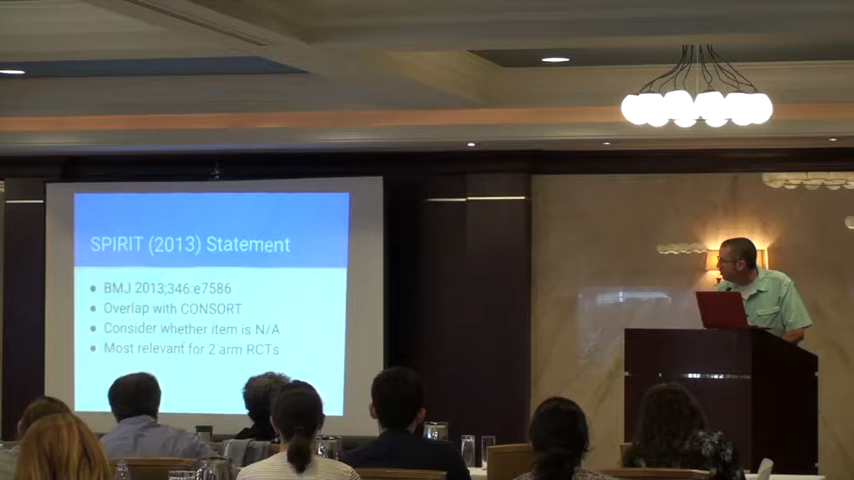 SPIRIT (2013) Statement
BMJ 2013;346:e7586
Overlap with CONSORT
Consider whether item is N/A
Most relevant for 2 arm RCTs